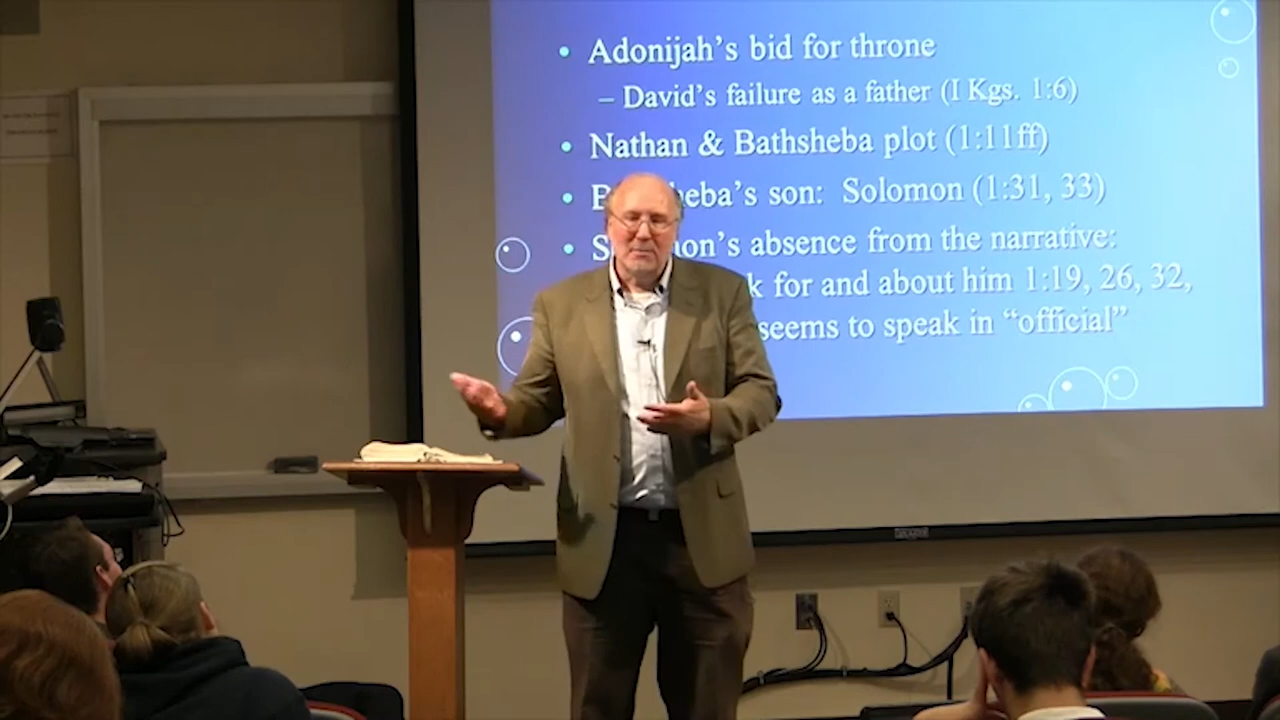 • Adonijah's bid for throne
– David's failure as a father (I Kgs. 1:6)
• Nathan & Bathsheba plot (1:11ff)
• B heba's son: Solomon (1:31, 33)
• S on's absence from the narrative:
k for and about him 1:19, 26, 32,
seems to speak in “official”